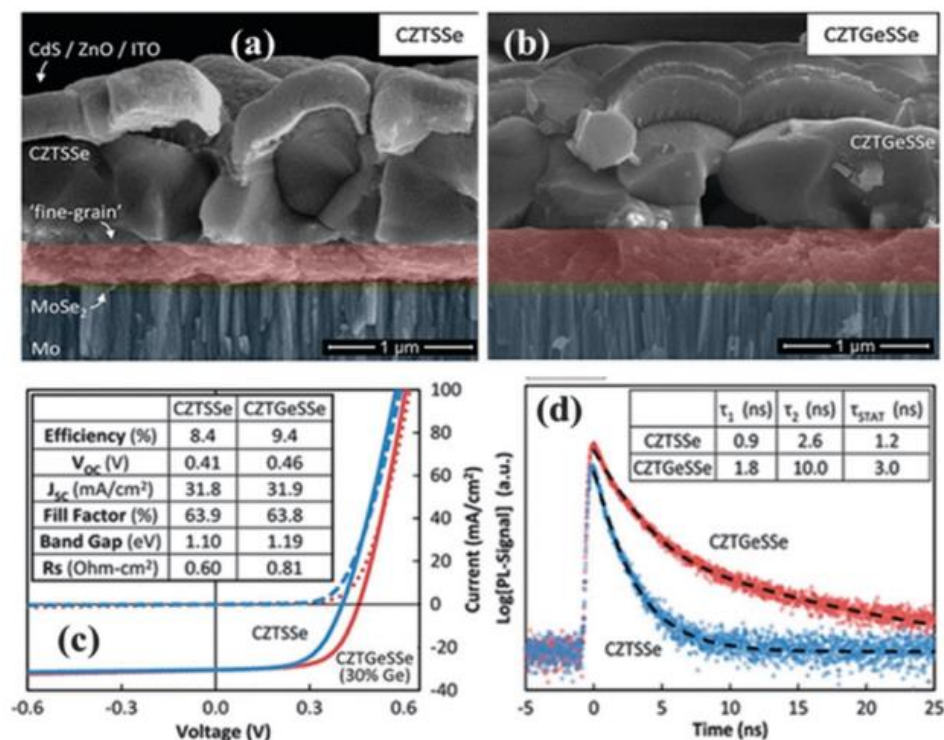 (a)
CZTSSe
CdS / ZnO / ITO
CZTSSe
'fine-grain'
MoSe₂
Mo
1 µm
(b)
CZTGeSSe
CZTGeSSe
1 µm
CZTSSe CZTGeSSe
Efficiency (%) 8.4 9.4
V_OC (V) 0.41 0.46
J_SC (mA/cm²) 31.8 31.9
Fill Factor (%) 63.9 63.8
Band Gap (eV) 1.10 1.19
Rs (Ohm-cm²) 0.60 0.81
(c)
CZTSSe
CZTGeSSe
(30% Ge)
100
80
60
40
20
0
-20
-40
Current (mA/cm²)
-0.6 -0.3 0.0 0.3 0.6
Voltage (V)
(d)
τ₁ (ns) τ₂ (ns) τ_STAT (ns)
CZTSSe 0.9 2.6 1.2
CZTGeSSe 1.8 10.0 3.0
CZTGeSSe
CZTSSe
Log[PL-Signal] (a.u.)
-5 0 5 10 15 20 25
Time (ns)